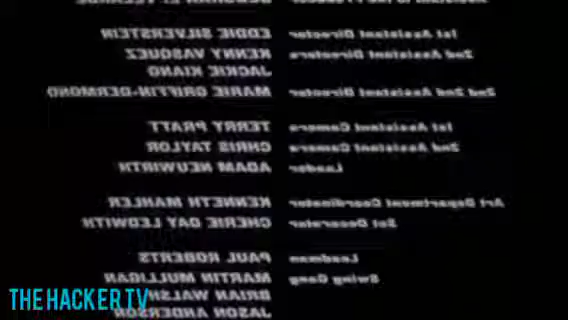 1st Assistant Director EDDIE SILVERSTEIN
2nd Assistant Directors KENNY VASQUEZ
JACKIE KIANG
2nd 2nd Assistant Director MARIE GRIFFIN-DERMOND
1st Assistant Camera TERRY PRATT
2nd Assistant Camera CHRIS TAYLOR
Loader ADAM NEUWIRTH
Art Department Coordinator KENNETH MAHLER
Set Decorator CHERIE DAY LEDWITH
Leadman PAUL ROBERTS
Swing Gang MARTIN MULLIGAN
BRIAN WALSH
JASON ANDERSON
THE HACKER TV